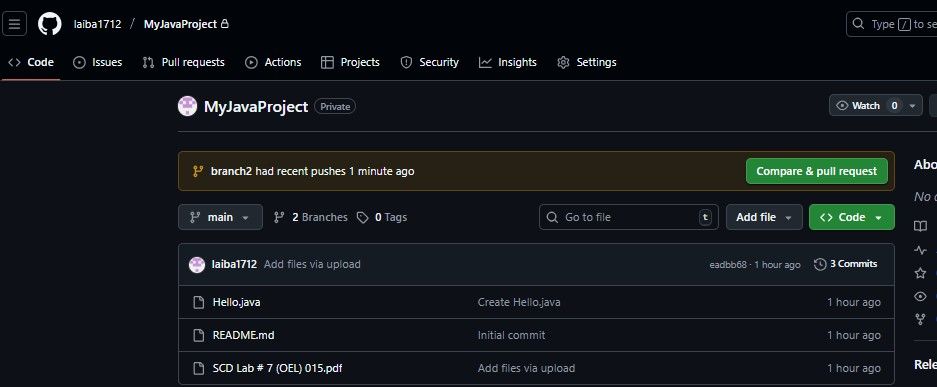 laiba1712 / MyJavaProject
Type / to se
Code Issues Pull requests Actions Projects Security Insights Settings
MyJavaProject Private
Watch 0
branch2 had recent pushes 1 minute ago
Compare & pull request
Abo
main 2 Branches 0 Tags
Go to file t
Add file
Code
No
laiba1712 Add files via upload
eadbb68 · 1 hour ago 3 Commits
Hello.java Create Hello.java 1 hour ago
README.md Initial commit 1 hour ago
SCD Lab # 7 (OEL) 015.pdf Add files via upload 1 hour ago
Rele